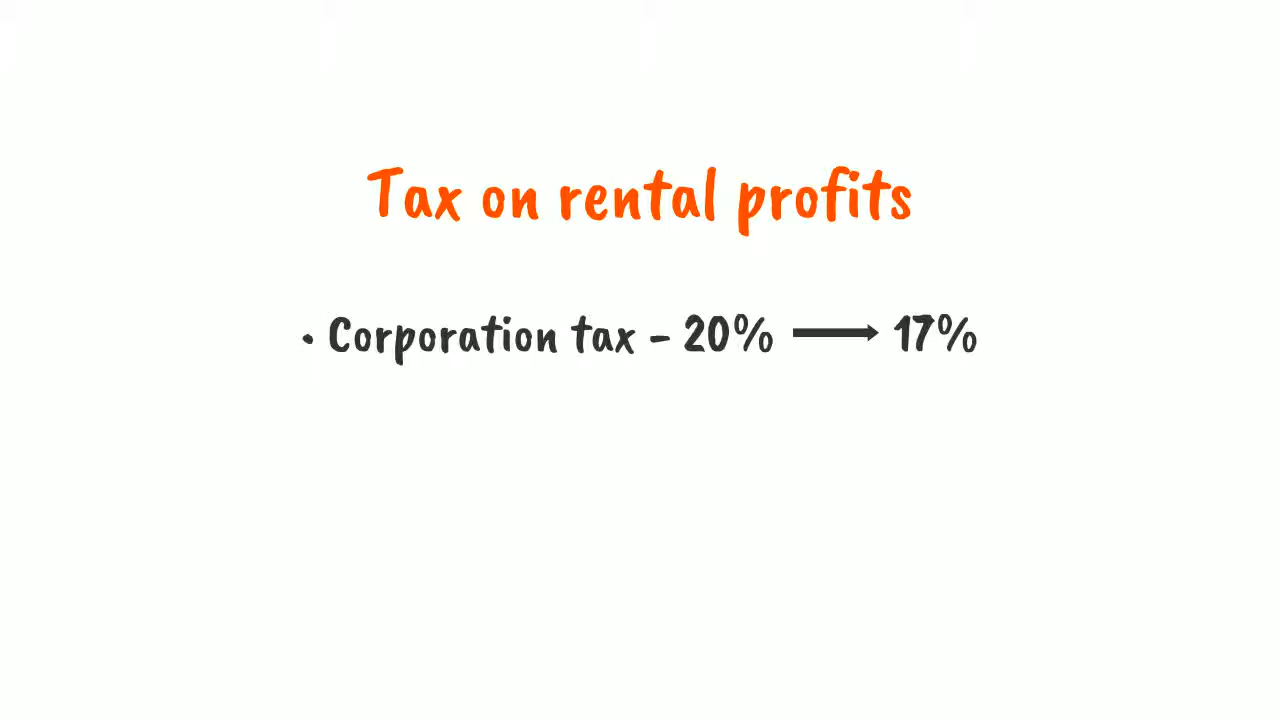 Tax on rental profits
• Corporation tax - 20% ⟶ 17%